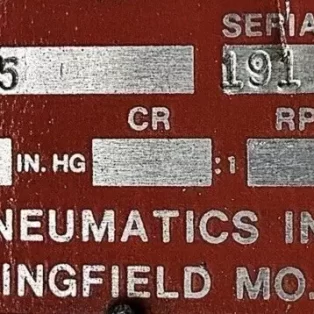 SERIA
5 191
CR RP
IN. HG :1
NEUMATICS IN
INGFIELD MO.